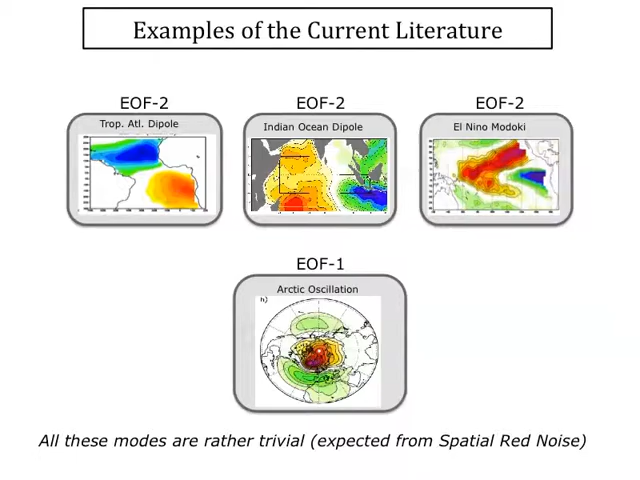 Examples of the Current Literature
EOF-2
EOF-2
EOF-2
Trop. Atl. Dipole
Indian Ocean Dipole
El Nino Modoki
EOF-1
Arctic Oscillation
h)
All these modes are rather trivial (expected from Spatial Red Noise)